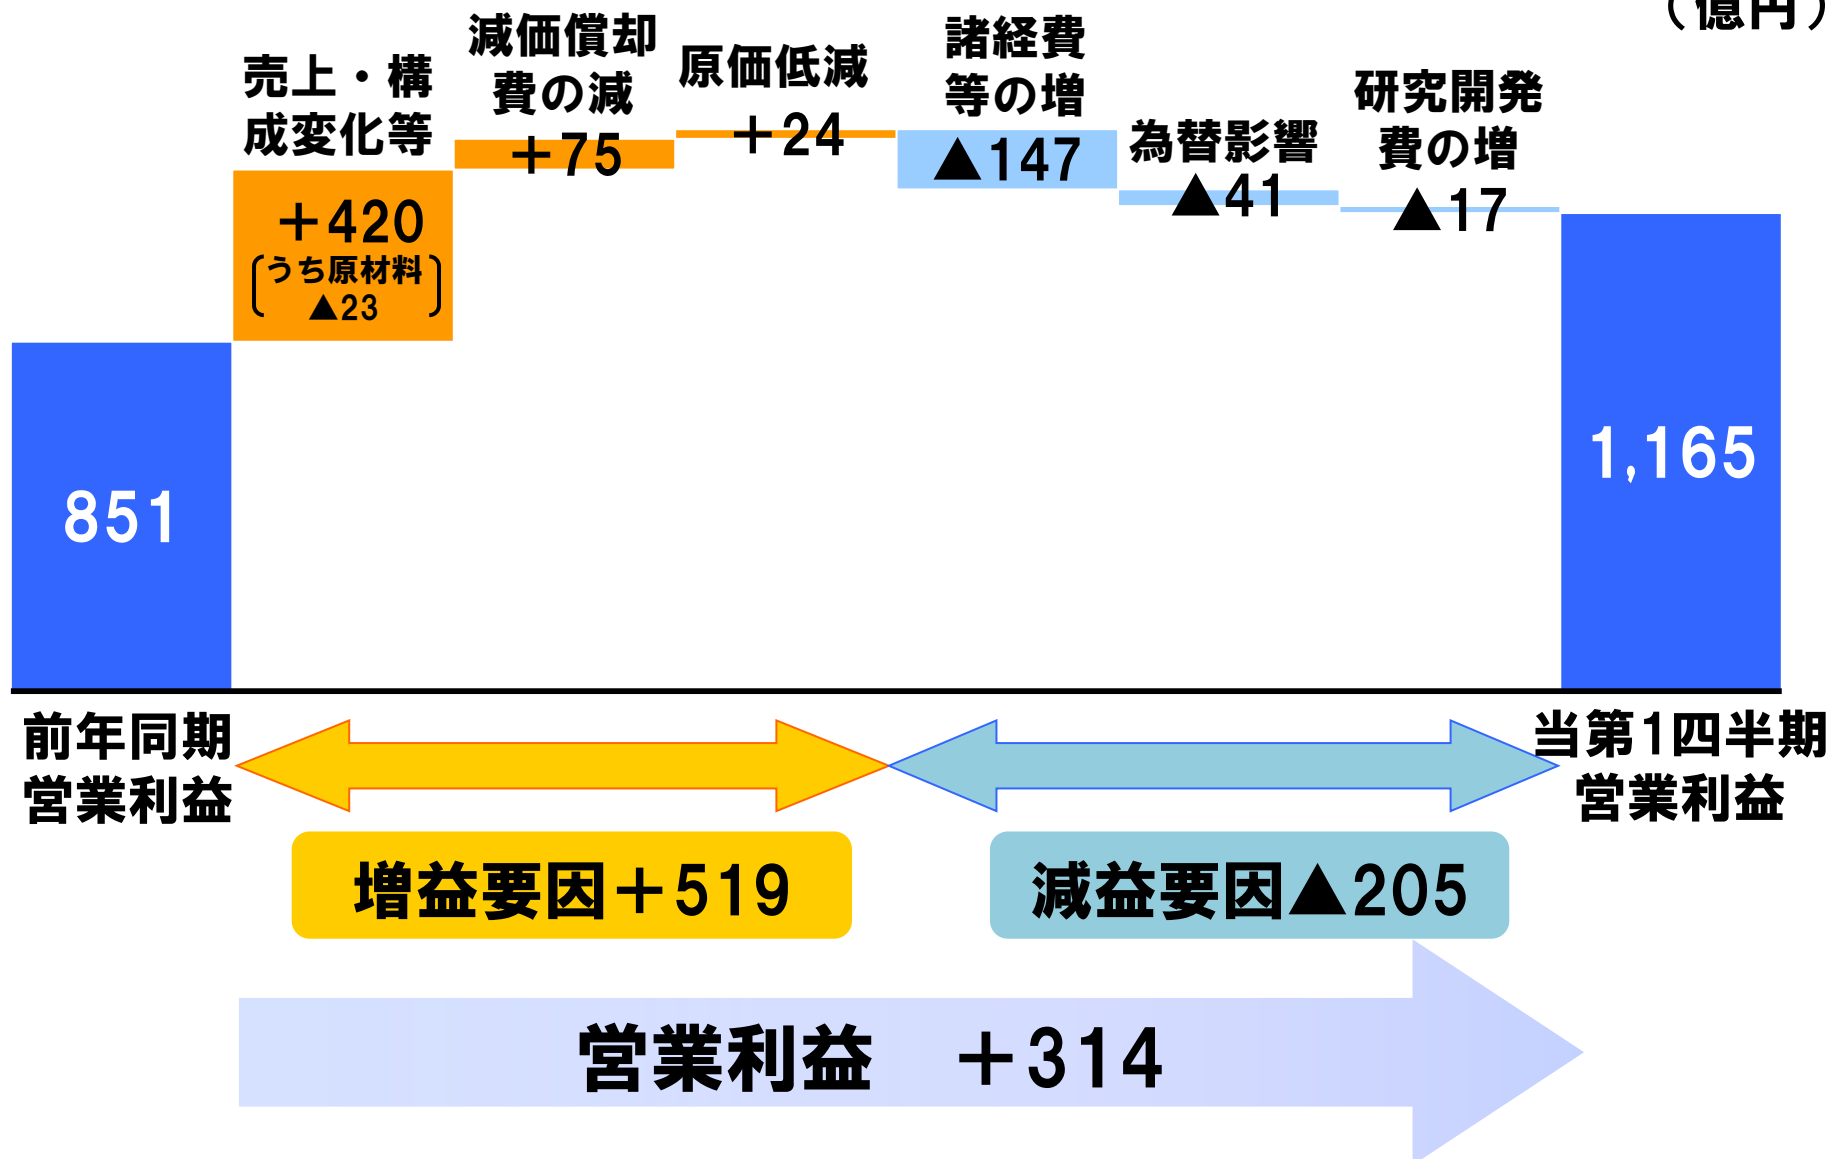 （億円）
売上・構
成変化等
＋420
うち原材料
▲23
減価償却
費の減
＋75
原価低減
＋24
諸経費
等の増
▲147
為替影響
▲41
研究開発
費の増
▲17
851
1,165
前年同期
営業利益
当第1四半期
営業利益
増益要因＋519
減益要因▲205
営業利益　＋314